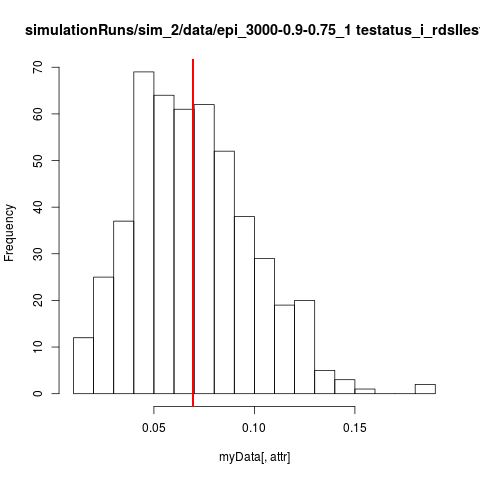 simulationRuns/sim_2/data/epi_3000-0.9-0.75_1 testatus_i_rdsllest
Frequency
70
60
50
40
30
20
10
0
0.05 0.10 0.15
myData[, attr]